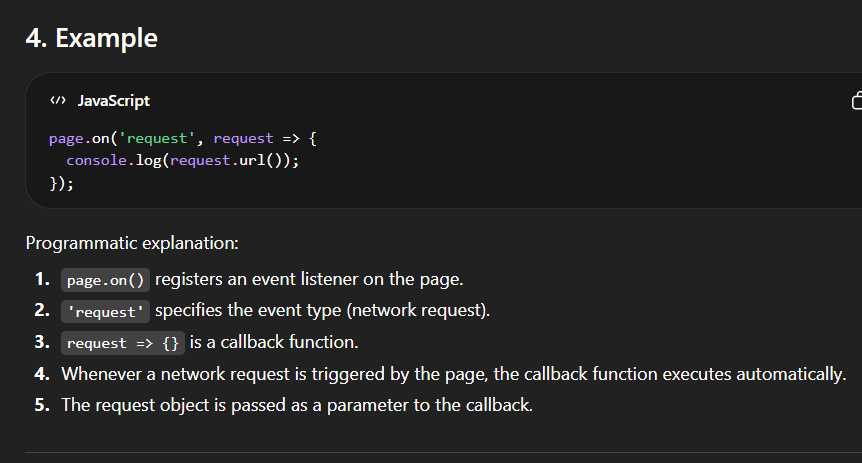 4. Example
</> JavaScript
page.on('request', request => {
  console.log(request.url());
});
Programmatic explanation:
1. page.on() registers an event listener on the page.
2. 'request' specifies the event type (network request).
3. request => {} is a callback function.
4. Whenever a network request is triggered by the page, the callback function executes automatically.
5. The request object is passed as a parameter to the callback.